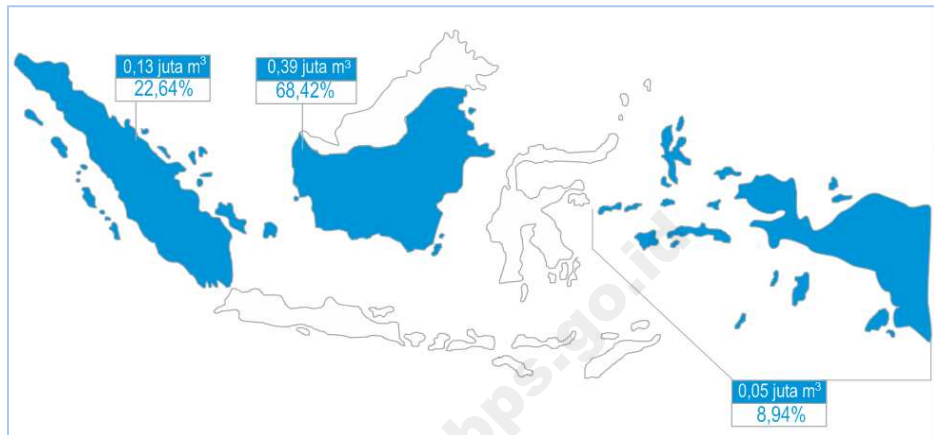 0,13 juta m³
22,64%
0,39 juta m³
68,42%
0,05 juta m³
8,94%
bps.go.id